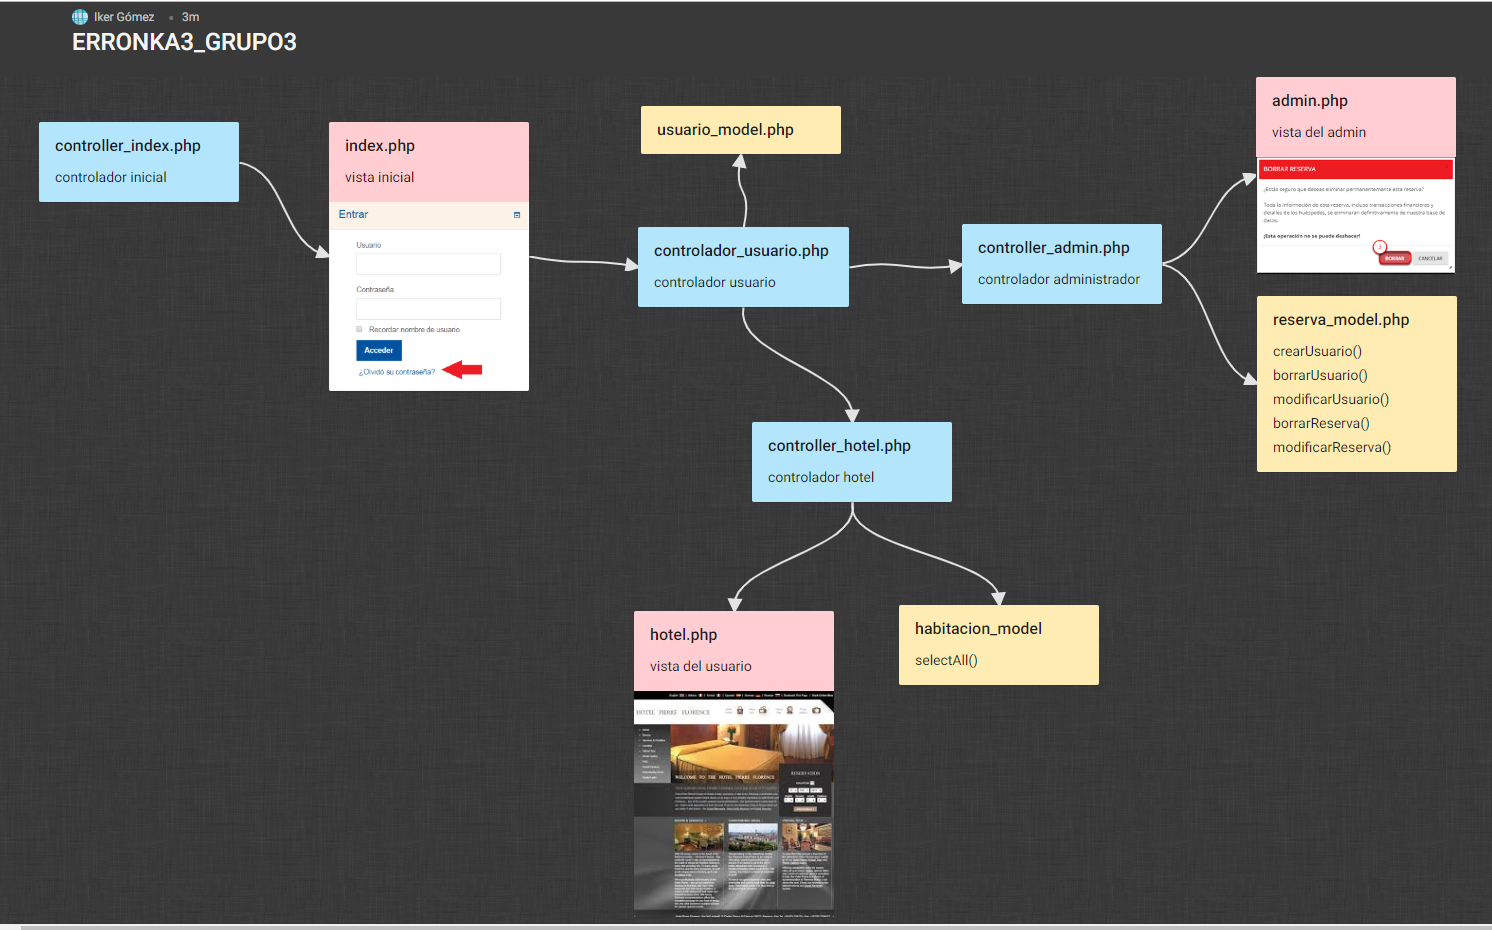 Iker Gómez • 3m
ERRONKA3_GRUPO3
controller_index.php
controlador inicial
index.php
vista inicial
Entrar
Usuario
Contraseña
Recordar nombre de usuario
Acceder
¿Olvidó su contraseña?
usuario_model.php
controlador_usuario.php
controlador usuario
controller_admin.php
controlador administrador
admin.php
vista del admin
BORRAR RESERVA
¿Estás seguro que deseas eliminar permanentemente esta reserva?
Toda la información de esta reserva, incluso transacciones financieras y
detalles de los huéspedes, se eliminarán definitivamente de nuestra base de
datos.
¡Esta operación no se puede deshacer!
BORRAR
CANCELAR
reserva_model.php
crearUsuario()
borrarUsuario()
modificarUsuario()
borrarReserva()
modificarReserva()
controller_hotel.php
controlador hotel
hotel.php
vista del usuario
HOTEL PIERRE FLORENCE
WELCOME TO THE HOTEL PIERRE FLORENCE
RESERVATION
habitacion_model
selectAll()